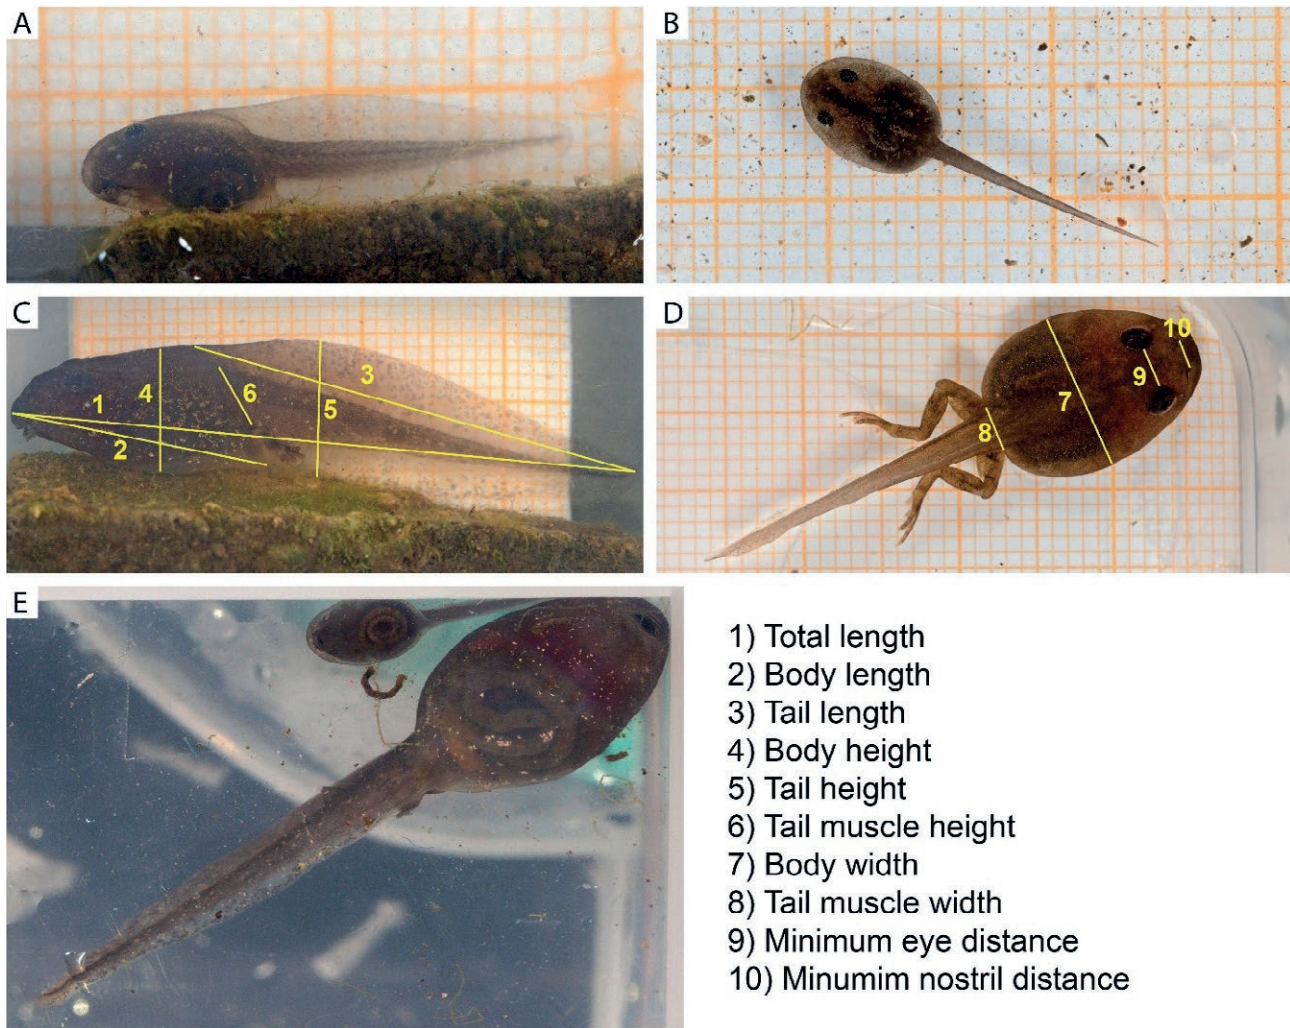 A
B
C
1
2
3
4
5
6
D
7
8
9
10
E
1) Total length
2) Body length
3) Tail length
4) Body height
5) Tail height
6) Tail muscle height
7) Body width
8) Tail muscle width
9) Minimum eye distance
10) Minumim nostril distance